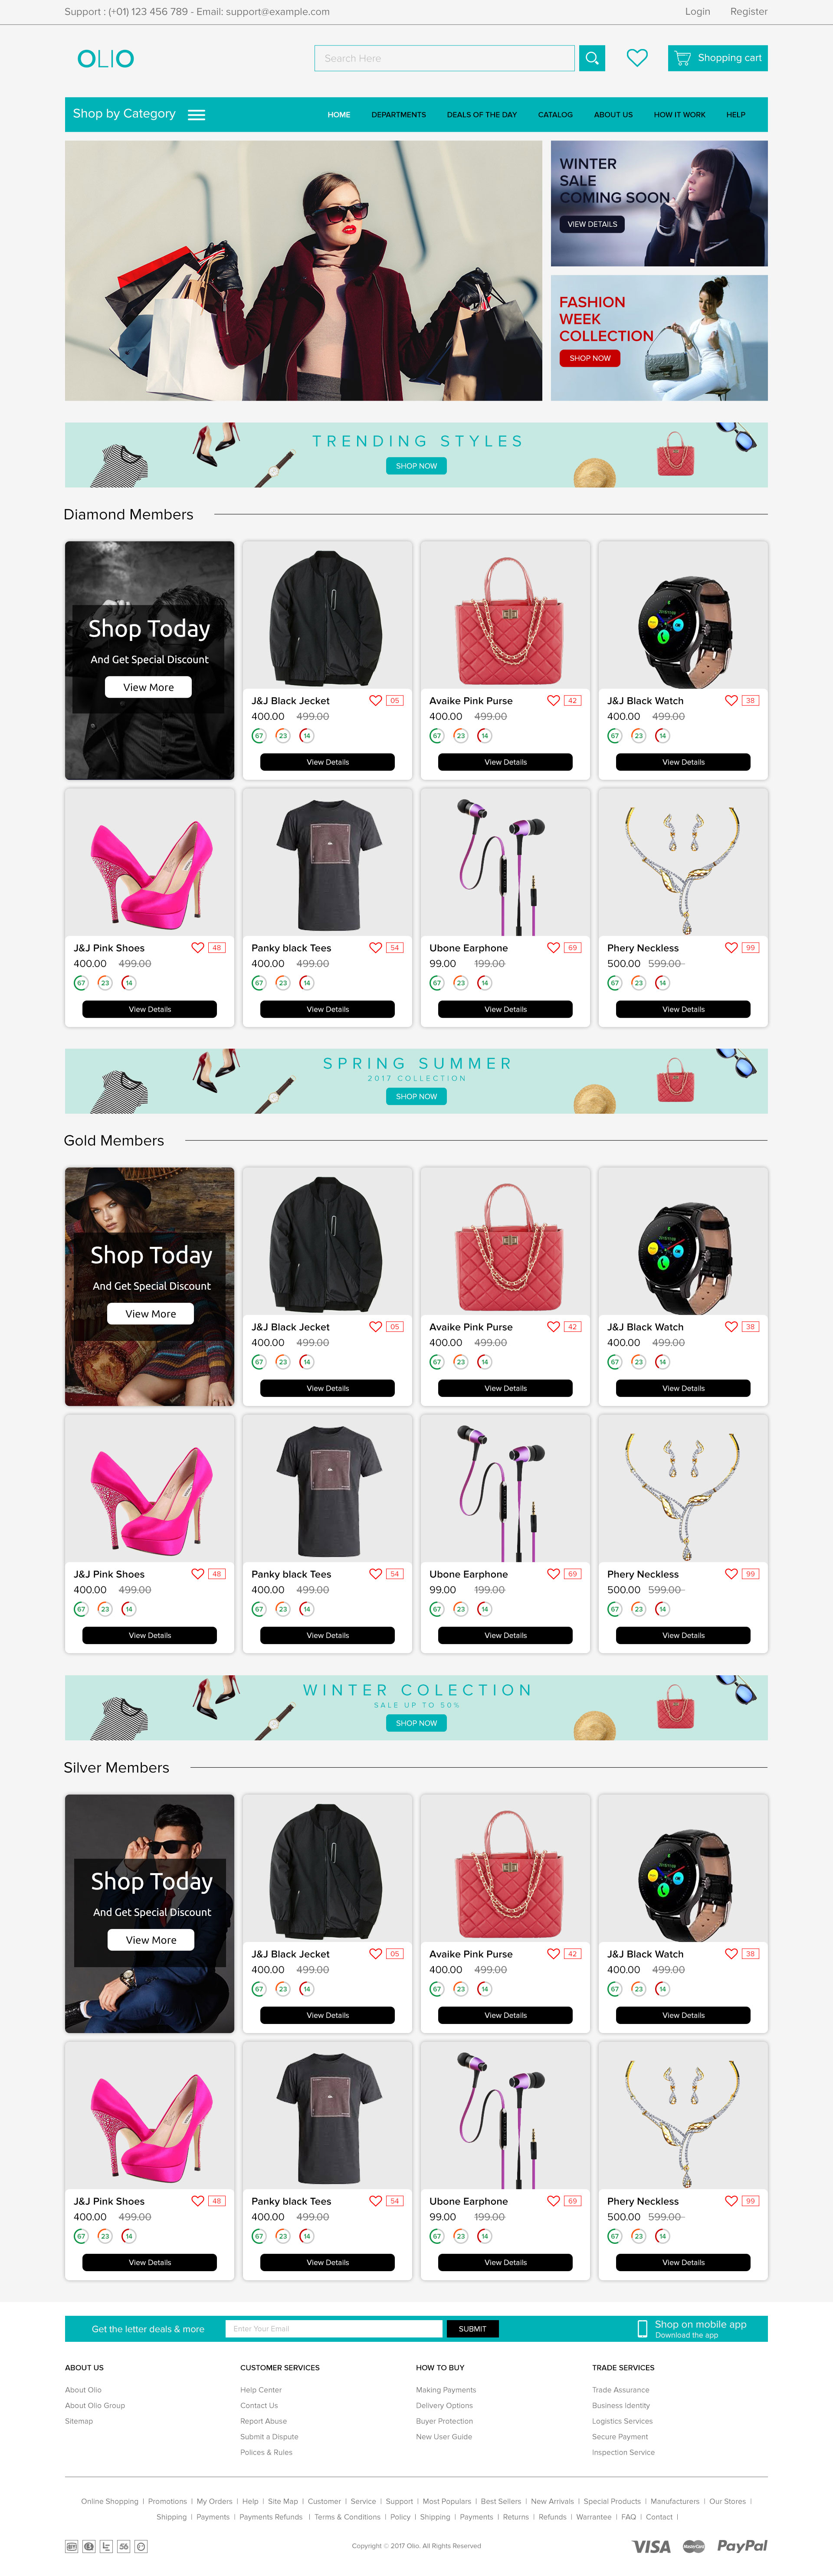 Support : (+01) 123 456 789 - Email: support@example.com
Login Register
OLIO
Search Here
Shopping cart
Shop by Category
HOME DEPARTMENTS DEALS OF THE DAY CATALOG ABOUT US HOW IT WORK HELP
WINTER
SALE
COMING SOON
VIEW DETAILS
FASHION
WEEK
COLLECTION
SHOP NOW
TRENDING STYLES
SHOP NOW
Diamond Members
Shop Today
And Get Special Discount
View More
J&J Black Jecket 05
400.00 499.00
67 23 14
View Details
Avaike Pink Purse 42
400.00 499.00
67 23 14
View Details
J&J Black Watch 38
400.00 499.00
67 23 14
View Details
J&J Pink Shoes 48
400.00 499.00
67 23 14
View Details
Panky black Tees 54
400.00 499.00
67 23 14
View Details
Ubone Earphone 69
99.00 199.00
67 23 14
View Details
Phery Neckless 99
500.00 599.00
67 23 14
View Details
SPRING SUMMER
2017 COLLECTION
SHOP NOW
Gold Members
Shop Today
And Get Special Discount
View More
J&J Black Jecket 05
400.00 499.00
67 23 14
View Details
Avaike Pink Purse 42
400.00 499.00
67 23 14
View Details
J&J Black Watch 38
400.00 499.00
67 23 14
View Details
J&J Pink Shoes 48
400.00 499.00
67 23 14
View Details
Panky black Tees 54
400.00 499.00
67 23 14
View Details
Ubone Earphone 69
99.00 199.00
67 23 14
View Details
Phery Neckless 99
500.00 599.00
67 23 14
View Details
WINTER COLECTION
SALE UP TO 50%
SHOP NOW
Silver Members
Shop Today
And Get Special Discount
View More
J&J Black Jecket 05
400.00 499.00
67 23 14
View Details
Avaike Pink Purse 42
400.00 499.00
67 23 14
View Details
J&J Black Watch 38
400.00 499.00
67 23 14
View Details
J&J Pink Shoes 48
400.00 499.00
67 23 14
View Details
Panky black Tees 54
400.00 499.00
67 23 14
View Details
Ubone Earphone 69
99.00 199.00
67 23 14
View Details
Phery Neckless 99
500.00 599.00
67 23 14
View Details
Get the letter deals & more
Enter Your Email
SUBMIT
Shop on mobile app
Download the app
ABOUT US
About Olio
About Olio Group
Sitemap
CUSTOMER SERVICES
Help Center
Contact Us
Report Abuse
Submit a Dispute
Polices & Rules
HOW TO BUY
Making Payments
Delivery Options
Buyer Protection
New User Guide
TRADE SERVICES
Trade Assurance
Business Identity
Logistics Services
Secure Payment
Inspection Service
Online Shopping | Promotions | My Orders | Help | Site Map | Customer | Service | Support | Most Populars | Best Sellers | New Arrivals | Special Products | Manufacturers | Our Stores |
Shipping | Payments | Payments Refunds | Terms & Conditions | Policy | Shipping | Payments | Returns | Refunds | Warrantee | FAQ | Contact |
Copyright © 2017 Olio. All Rights Reserved
VISA MasterCard PayPal